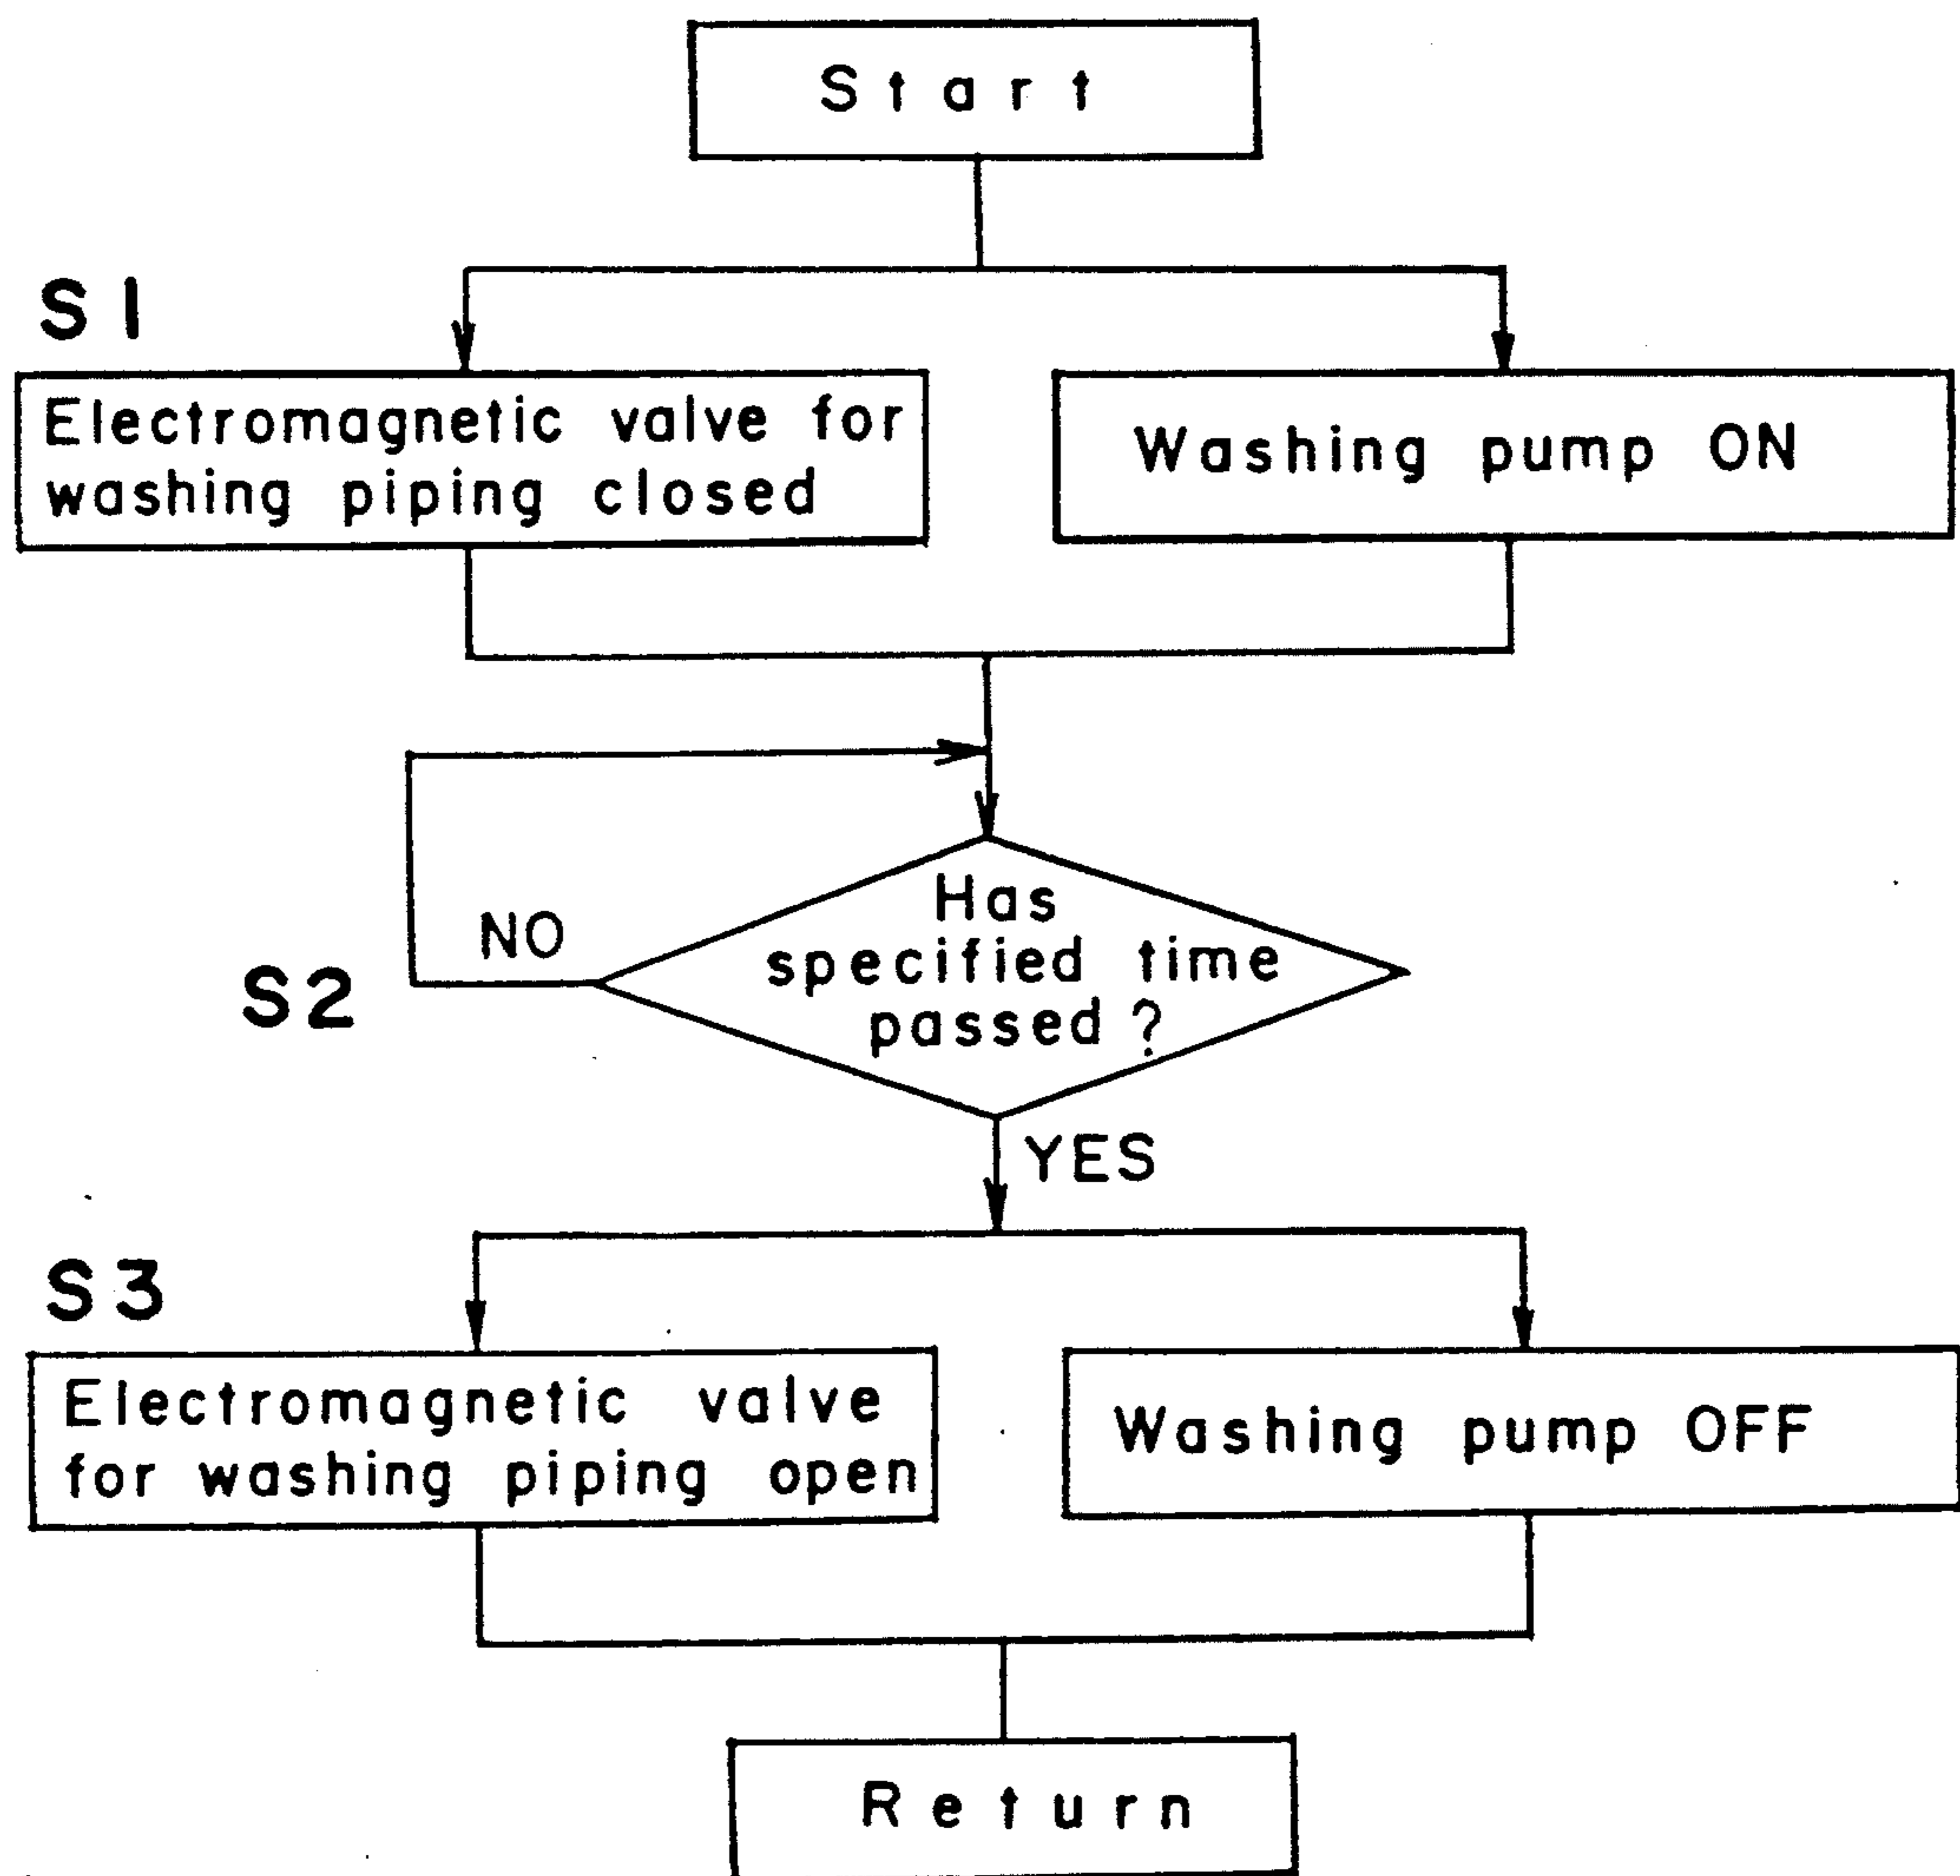 Start
S1
Electromagnetic valve for
washing piping closed
Washing pump ON
NO
S2
Has
specified time
passed?
YES
S3
Electromagnetic valve
for washing piping open
Washing pump OFF
Return